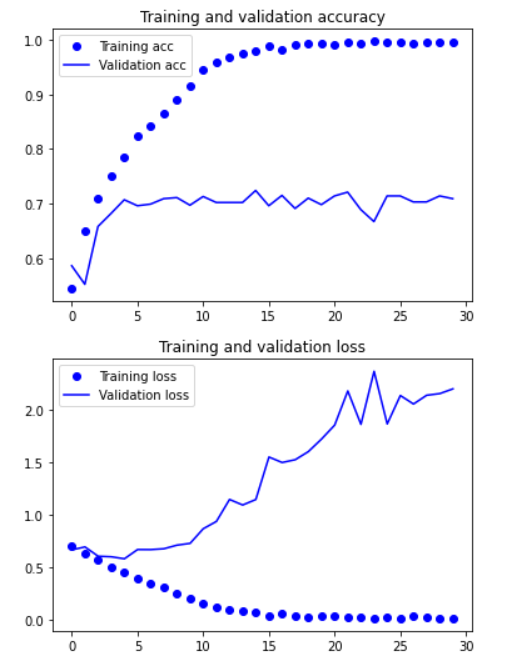 Training and validation accuracy
1.0
0.9
0.8
0.7
0.6
Training acc
Validation acc
0 5 10 15 20 25 30
Training and validation loss
2.0
1.5
1.0
0.5
0.0
Training loss
Validation loss
0 5 10 15 20 25 30